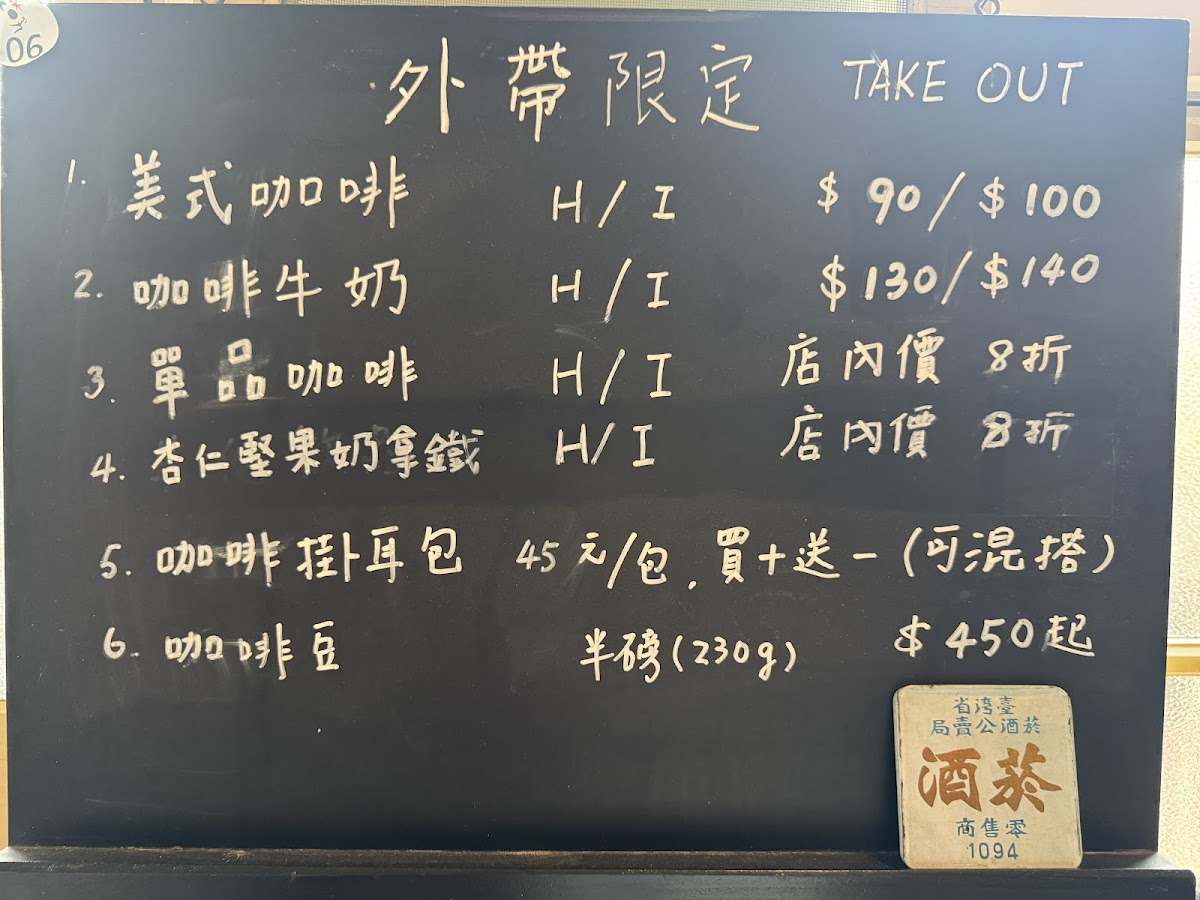 06
外帶限定 TAKE OUT
1. 美式咖啡 H/I $90/$100
2. 咖啡牛奶 H/I $130/$140
3. 單品咖啡 H/I 店內價 8折
4. 杏仁堅果奶拿鐵 H/I 店內價 8折
5. 咖啡掛耳包 45元/包. 買十送一(可混搭)
6. 咖啡豆 半磅(230g) $450起
省湾臺
局賣公酒菸
酒菸
商售零
1094